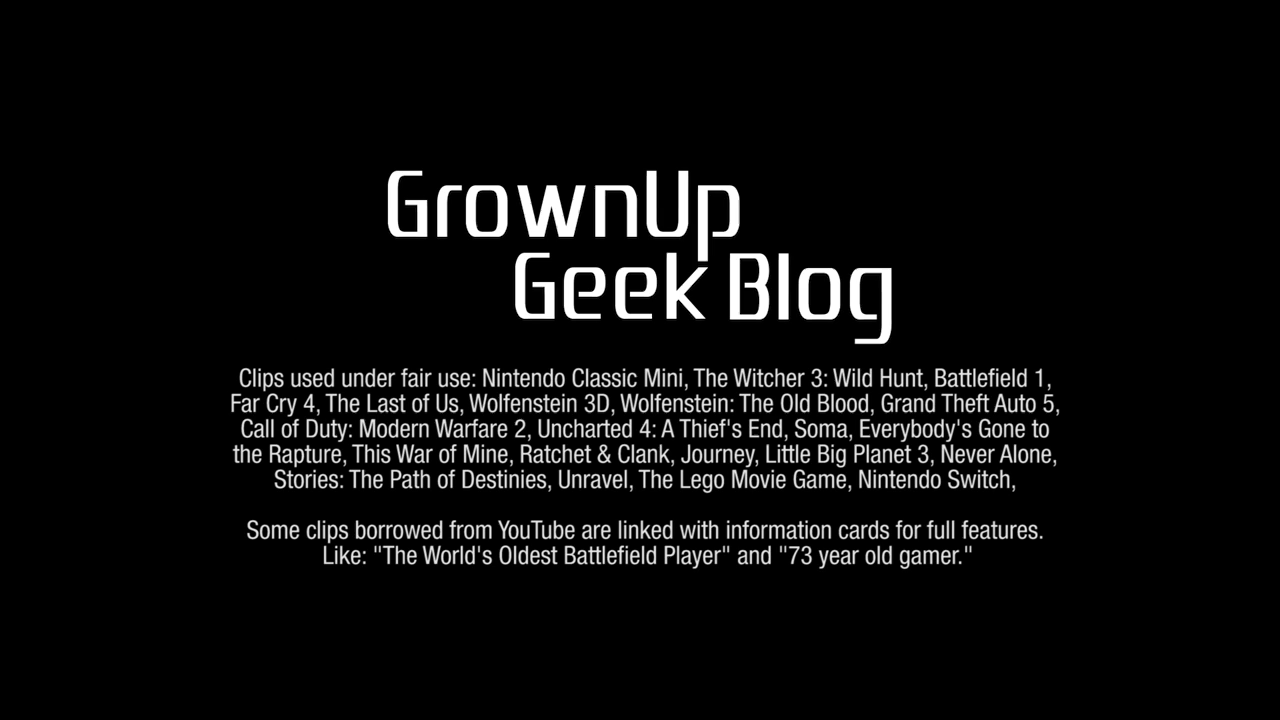 GrownUp
Geek Blog
Clips used under fair use: Nintendo Classic Mini, The Witcher 3: Wild Hunt, Battlefield 1,
Far Cry 4, The Last of Us, Wolfenstein 3D, Wolfenstein: The Old Blood, Grand Theft Auto 5,
Call of Duty: Modern Warfare 2, Uncharted 4: A Thief's End, Soma, Everybody's Gone to
the Rapture, This War of Mine, Ratchet & Clank, Journey, Little Big Planet 3, Never Alone,
Stories: The Path of Destinies, Unravel, The Lego Movie Game, Nintendo Switch,
Some clips borrowed from YouTube are linked with information cards for full features.
Like: "The World's Oldest Battlefield Player" and "73 year old gamer."